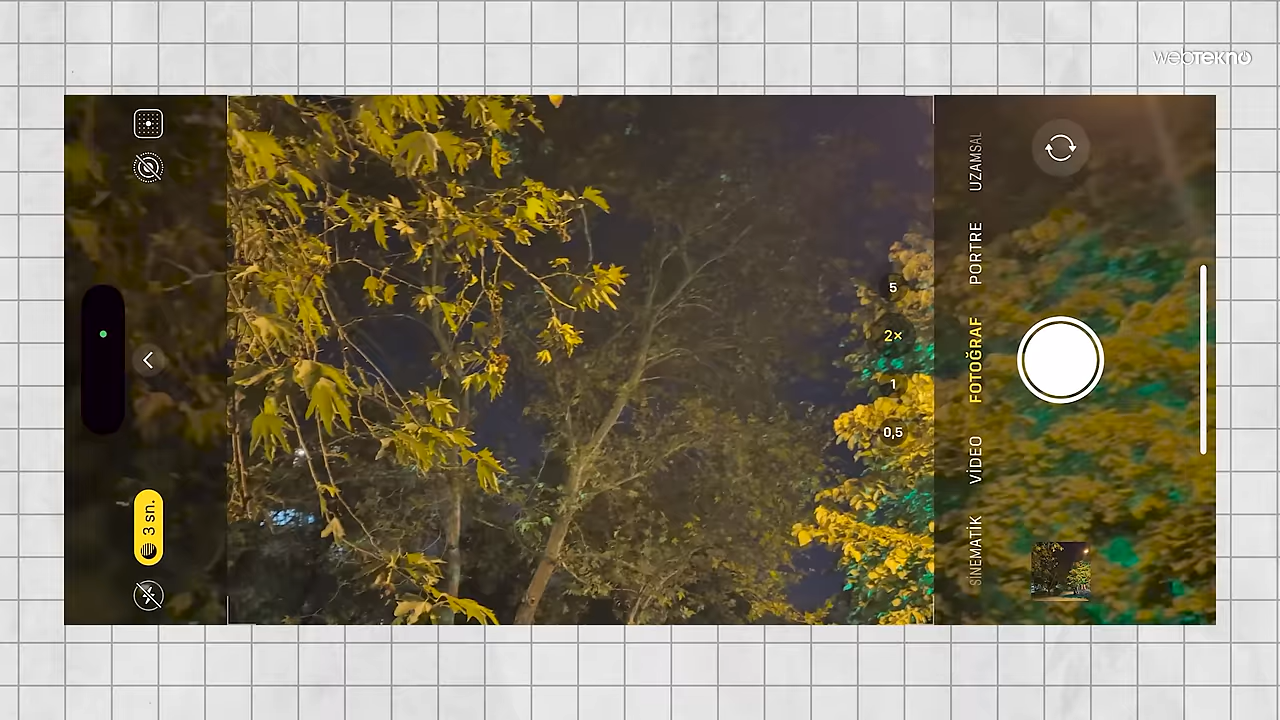 webtekno
UZAMSAL
PORTRE
FOTOĞRAF
VİDEO
SİNEMATİK
5
2×
1
0,5
3 sn.